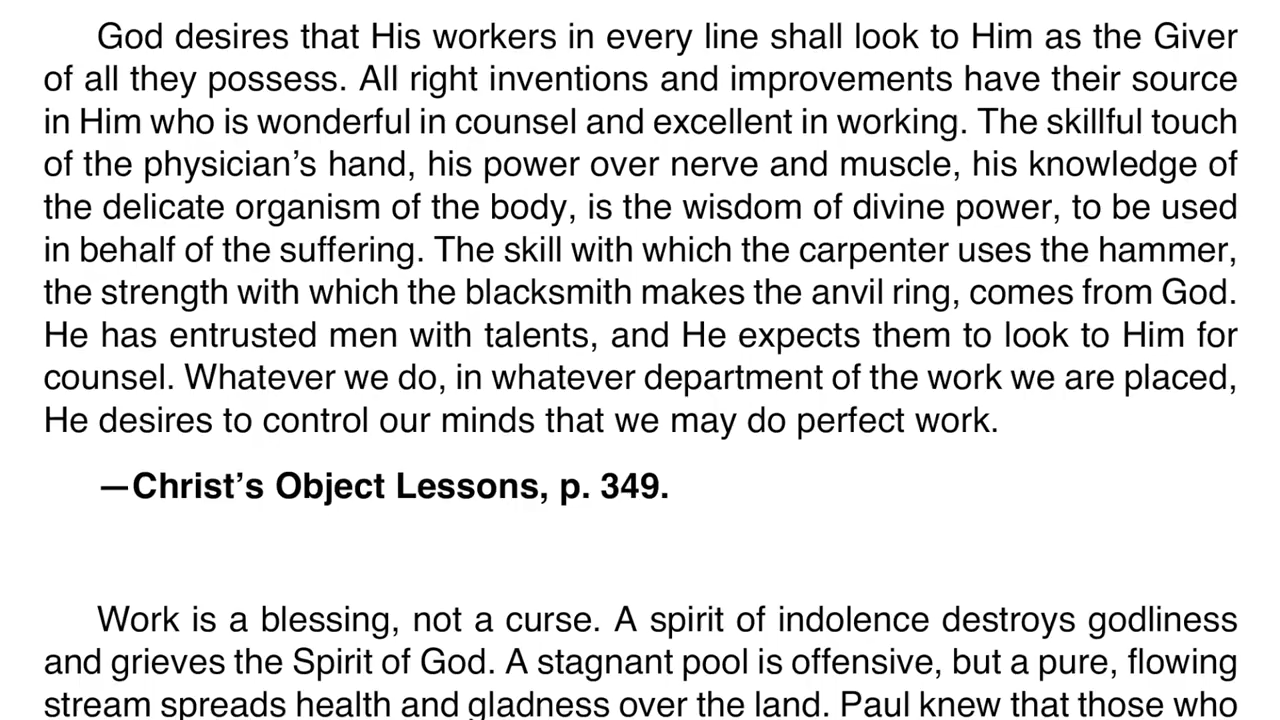 God desires that His workers in every line shall look to Him as the Giver
of all they possess. All right inventions and improvements have their source
in Him who is wonderful in counsel and excellent in working. The skillful touch
of the physician’s hand, his power over nerve and muscle, his knowledge of
the delicate organism of the body, is the wisdom of divine power, to be used
in behalf of the suffering. The skill with which the carpenter uses the hammer,
the strength with which the blacksmith makes the anvil ring, comes from God.
He has entrusted men with talents, and He expects them to look to Him for
counsel. Whatever we do, in whatever department of the work we are placed,
He desires to control our minds that we may do perfect work.
—Christ’s Object Lessons, p. 349.
Work is a blessing, not a curse. A spirit of indolence destroys godliness
and grieves the Spirit of God. A stagnant pool is offensive, but a pure, flowing
stream spreads health and gladness over the land. Paul knew that those who